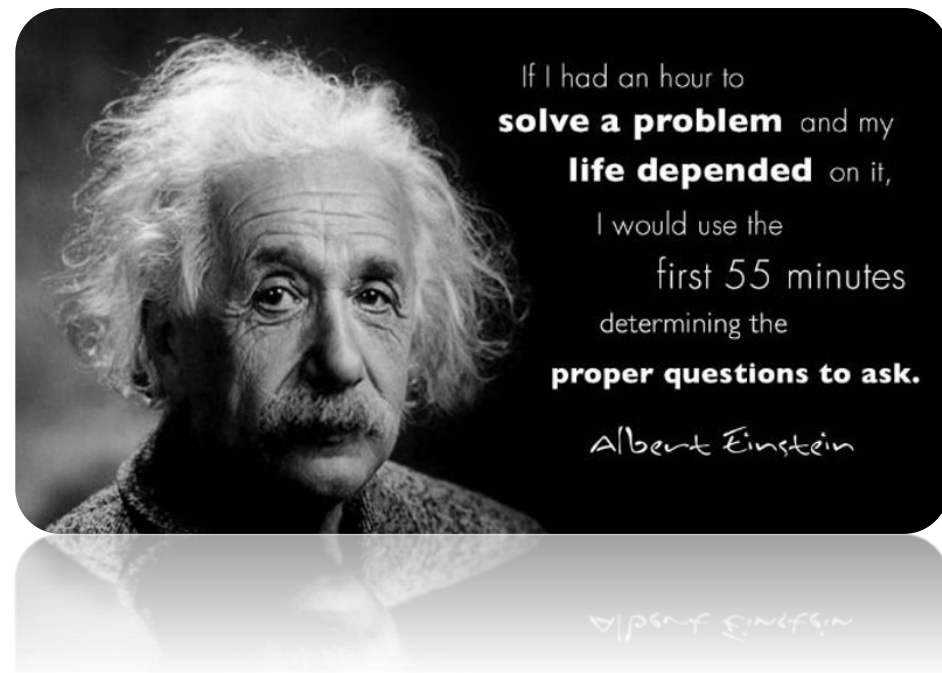 If I had an hour to
solve a problem and my
life depended on it,
I would use the
first 55 minutes
determining the
proper questions to ask.
Albert Einstein